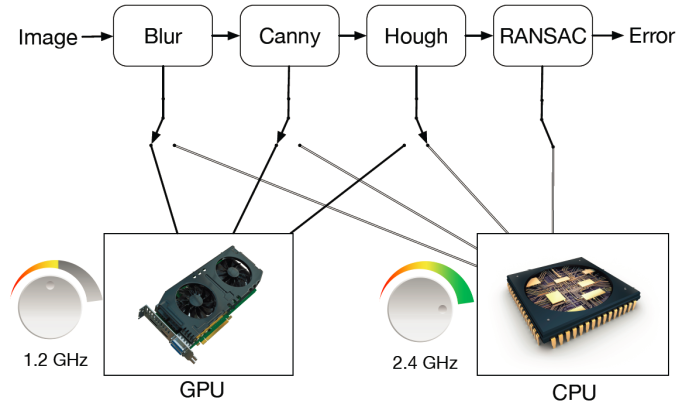 Image
Blur
Canny
Hough
RANSAC
Error
1.2 GHz
2.4 GHz
GPU
CPU